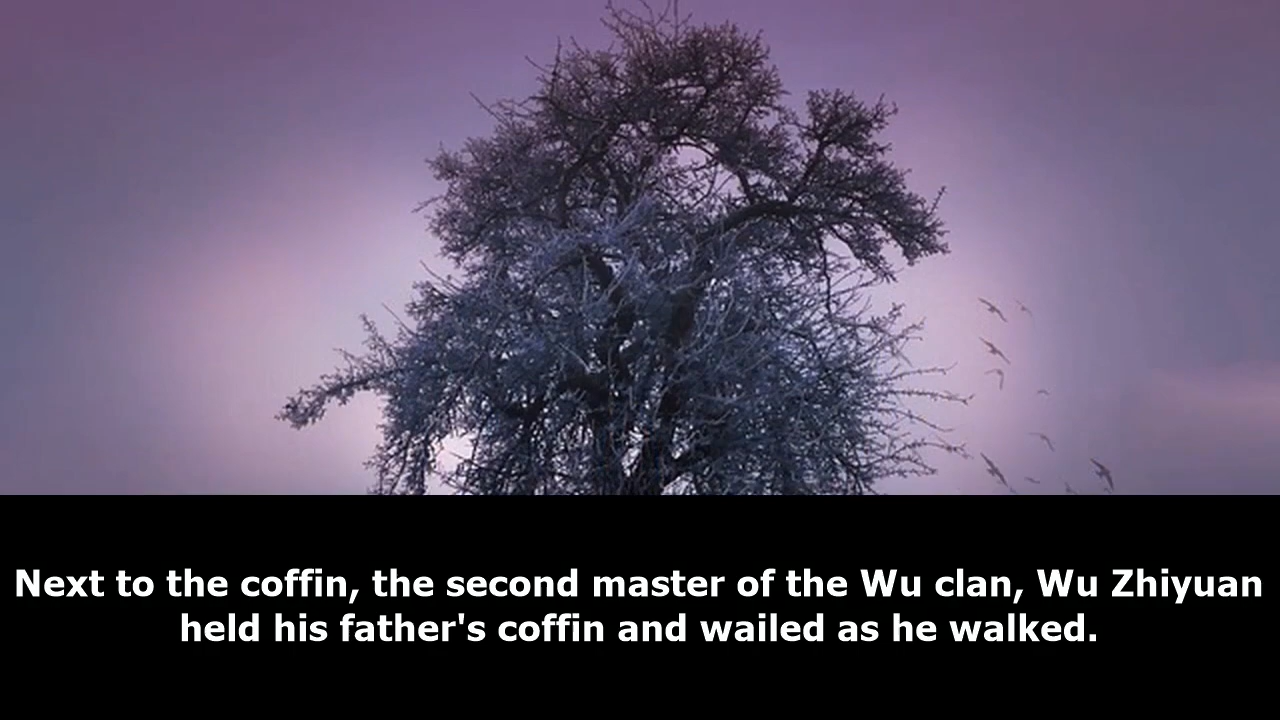 Next to the coffin, the second master of the Wu clan, Wu Zhiyuan
held his father's coffin and wailed as he walked.